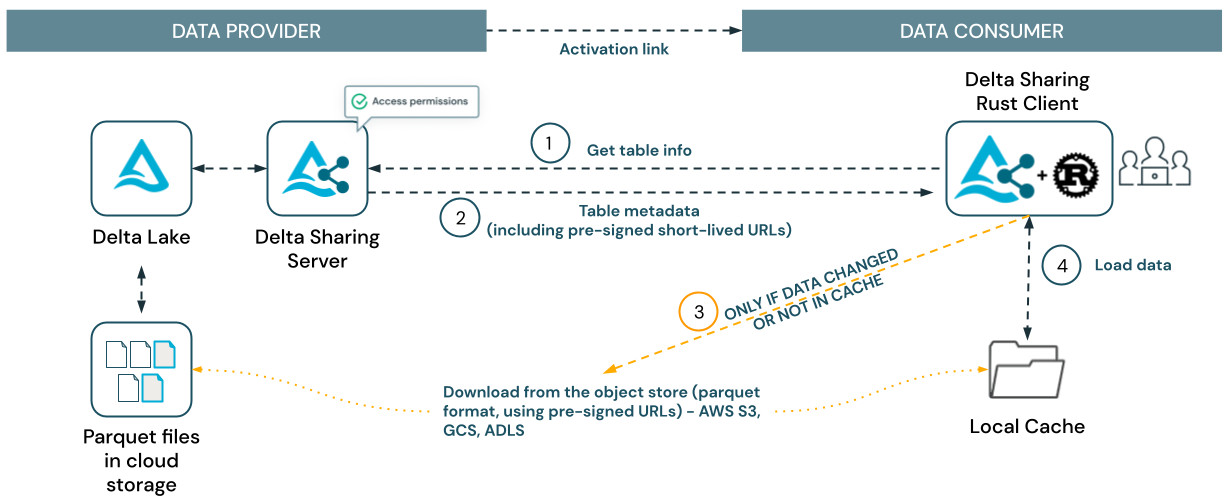 DATA PROVIDER
Activation link
DATA CONSUMER
Access permissions
Delta Sharing
Rust Client
1
Get table info
2
Table metadata
(including pre-signed short-lived URLs)
Delta Lake
Delta Sharing
Server
+
R
4
Load data
3
ONLY IF DATA CHANGED
OR NOT IN CACHE
Download from the object store (parquet
format, using pre-signed URLs) - AWS S3,
GCS, ADLS
Parquet files
in cloud
storage
Local Cache